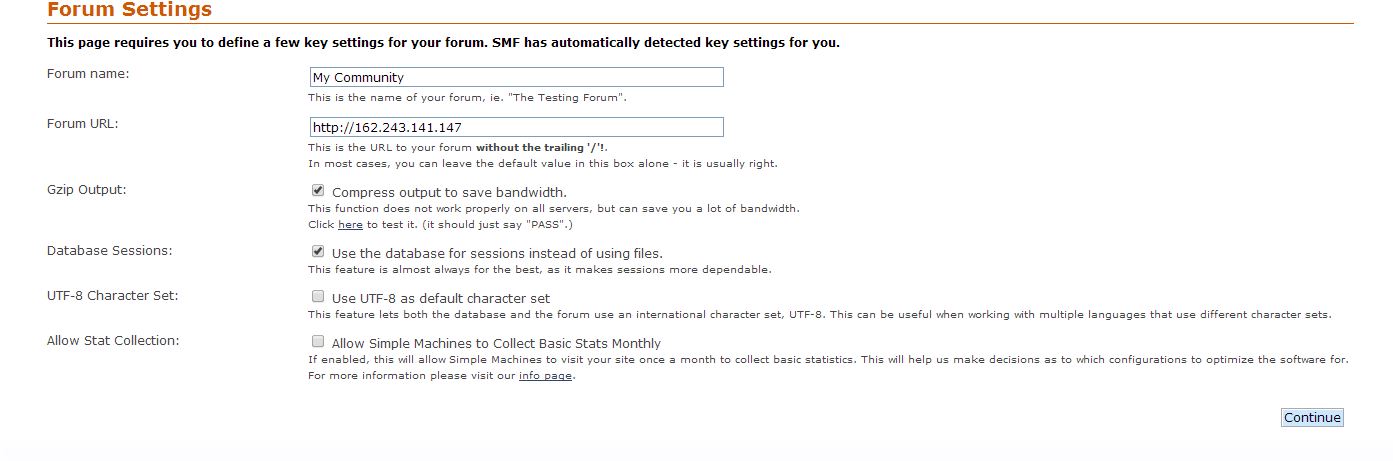 Forum Settings
This page requires you to define a few key settings for your forum. SMF has automatically detected key settings for you.
Forum name:
My Community
This is the name of your forum, ie. "The Testing Forum".
Forum URL:
http://162.243.141.147
This is the URL to your forum without the trailing '/'!.
In most cases, you can leave the default value in this box alone - it is usually right.
Gzip Output:
Compress output to save bandwidth.
This function does not work properly on all servers, but can save you a lot of bandwidth.
Click here to test it. (it should just say "PASS".)
Database Sessions:
Use the database for sessions instead of using files.
This feature is almost always for the best, as it makes sessions more dependable.
UTF-8 Character Set:
Use UTF-8 as default character set
This feature lets both the database and the forum use an international character set, UTF-8. This can be useful when working with multiple languages that use different character sets.
Allow Stat Collection:
Allow Simple Machines to Collect Basic Stats Monthly
If enabled, this will allow Simple Machines to visit your site once a month to collect basic statistics. This will help us make decisions as to which configurations to optimize the software for.
For more information please visit our info page.
Continue